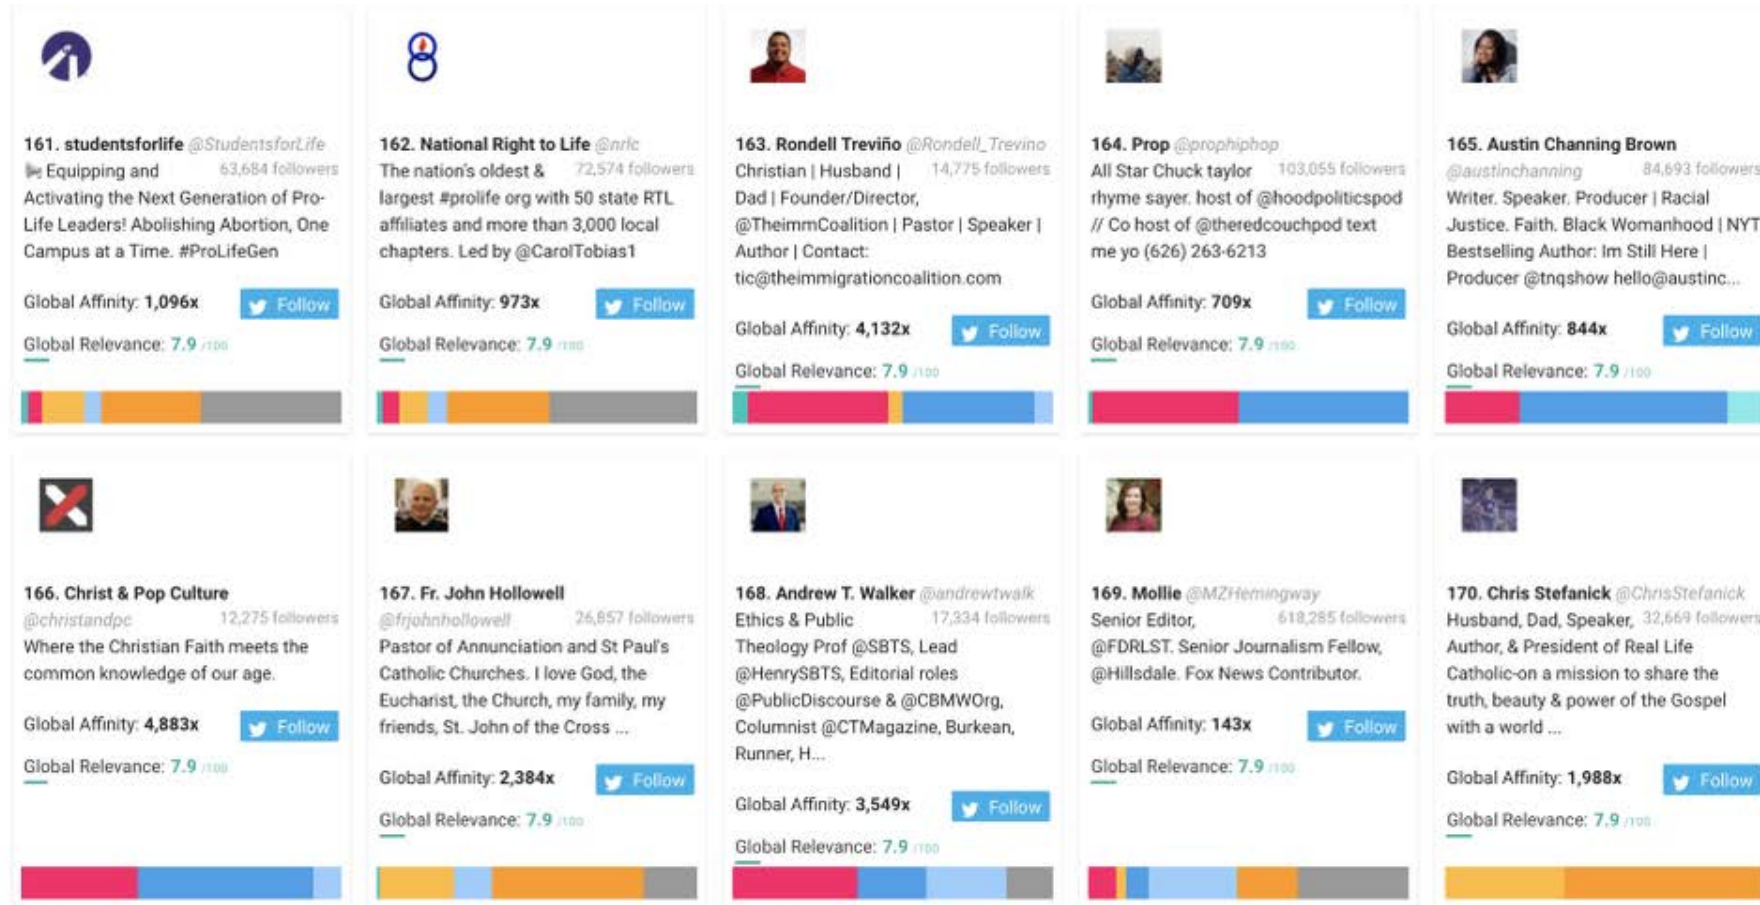 161. studentsforlife @StudentsforLife
Equipping and 63,684 followers
Activating the Next Generation of Pro-
Life Leaders! Abolishing Abortion, One
Campus at a Time. #ProLifeGen
Global Affinity: 1,096x Follow
Global Relevance: 7.9 /100
162. National Right to Life @nrlc
The nation's oldest & 72,574 followers
largest #prolife org with 50 state RTL
affiliates and more than 3,000 local
chapters. Led by @CarolTobias1
Global Affinity: 973x Follow
Global Relevance: 7.9 /100
163. Rondell Treviño @Rondell_Trevino
Christian | Husband | 14,775 followers
Dad | Founder/Director,
@TheimmCoalition | Pastor | Speaker |
Author | Contact:
tic@theimmigrationcoalition.com
Global Affinity: 4,132x Follow
Global Relevance: 7.9 /100
164. Prop @prophiphop
All Star Chuck taylor 103,055 followers
rhyme sayer. host of @hoodpoliticspod
// Co host of @theredcouchpod text
me yo (626) 263-6213
Global Affinity: 709x Follow
Global Relevance: 7.9 /100
165. Austin Channing Brown
@austinchanning 84,693 followers
Writer. Speaker. Producer | Racial
Justice. Faith. Black Womanhood | NYT
Bestselling Author: Im Still Here |
Producer @tnqshow hello@austinc...
Global Affinity: 844x Follow
Global Relevance: 7.9 /100
166. Christ & Pop Culture
@christandpc 12,275 followers
Where the Christian Faith meets the
common knowledge of our age.
Global Affinity: 4,883x Follow
Global Relevance: 7.9 /100
167. Fr. John Hollowell
@frjohnhollowell 26,857 followers
Pastor of Annunciation and St Paul's
Catholic Churches. I love God, the
Eucharist, the Church, my family, my
friends, St. John of the Cross ...
Global Affinity: 2,384x Follow
Global Relevance: 7.9 /100
168. Andrew T. Walker @andrewtwalk
Ethics & Public 17,334 followers
Theology Prof @SBTS, Lead
@HenrySBTS, Editorial roles
@PublicDiscourse & @CBMWOrg,
Columnist @CTMagazine, Burkean,
Runner, H...
Global Affinity: 3,549x Follow
Global Relevance: 7.9 /100
169. Mollie @MZHemingway
Senior Editor, 618,285 followers
@FDRLST. Senior Journalism Fellow,
@Hillsdale. Fox News Contributor.
Global Affinity: 143x Follow
Global Relevance: 7.9 /100
170. Chris Stefanick @ChrisStefanick
Husband, Dad, Speaker, 32,669 followers
Author, & President of Real Life
Catholic-on a mission to share the
truth, beauty & power of the Gospel
with a world ...
Global Affinity: 1,988x Follow
Global Relevance: 7.9 /100